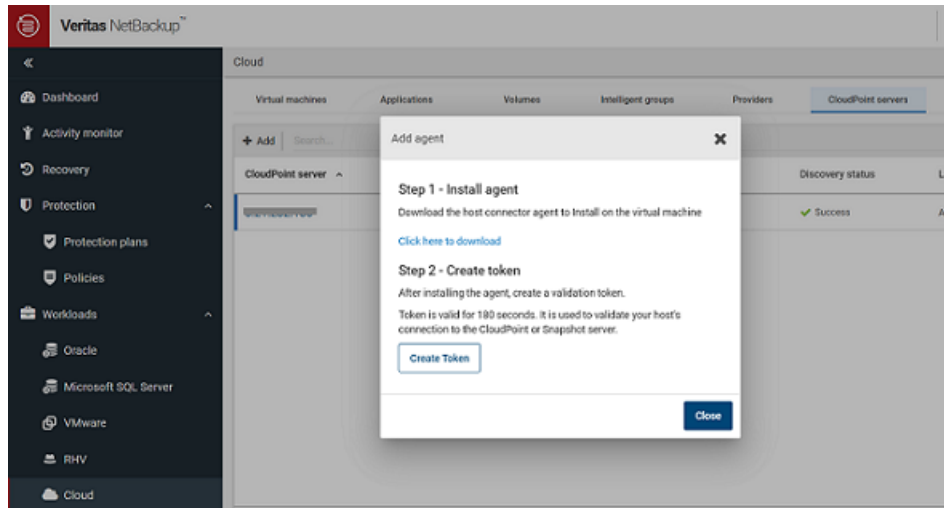 Veritas NetBackup™
Cloud
Dashboard
Activity monitor
Recovery
Protection
Protection plans
Policies
Workloads
Oracle
Microsoft SQL Server
VMware
RHV
Cloud
Virtual machines
Applications
Volumes
Intelligent groups
Providers
CloudPoint servers
+ Add
Search...
CloudPoint server
Discovery status
L
Success
A
Add agent
Step 1 - Install agent
Download the host connector agent to Install on the virtual machine
Click here to download
Step 2 - Create token
After installing the agent, create a validation token.
Token is valid for 180 seconds. It is used to validate your host's
connection to the CloudPoint or Snapshot server.
Create Token
Close